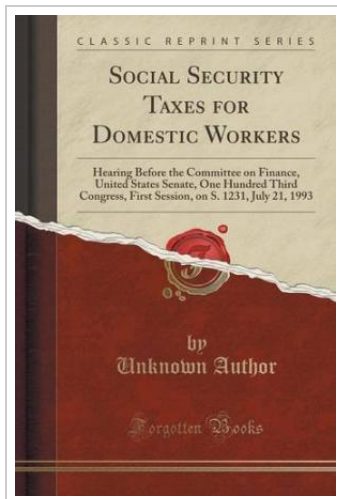 CLASSIC REPRINT SERIES
SOCIAL SECURITY
TAXES FOR
DOMESTIC WORKERS
Hearing Before the Committee on Finance,
United States Senate, One Hundred Third
Congress, First Session, on S. 1231, July 21, 1993
F
by
Unknown Author
Forgotten Books